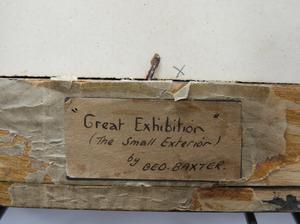 "Great Exhibition"
(The Small Exterior)
by GEO. BAXTER.